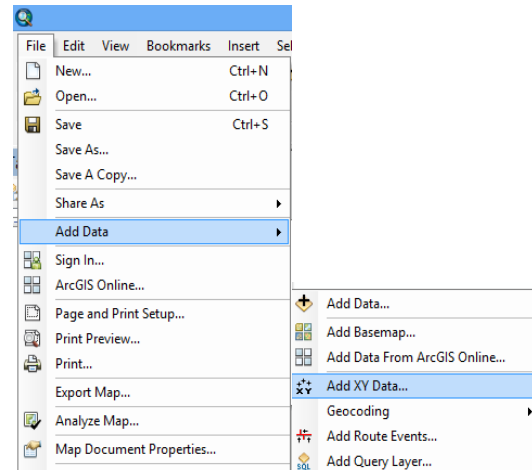 File Edit View Bookmarks Insert Sel
New... Ctrl+N
Open... Ctrl+O
Save Ctrl+S
Save As...
Save A Copy...
Share As
Add Data
Sign In...
ArcGIS Online...
Page and Print Setup...
Print Preview...
Print...
Export Map...
Analyze Map...
Map Document Properties...
Add Data...
Add Basemap...
Add Data From ArcGIS Online...
XY Add XY Data...
Geocoding
Add Route Events...
SQL Add Query Layer...